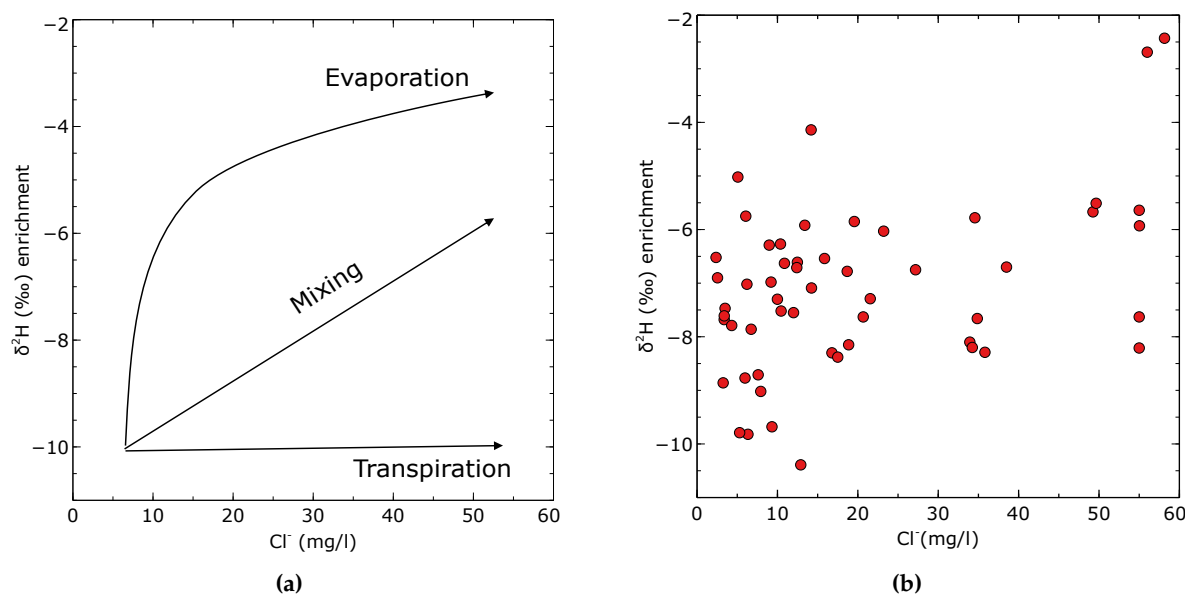 −2
−4
−6
−8
−10
δ²H (‰) enrichment
Evaporation
Mixing
Transpiration
0 10 20 30 40 50 60
Cl⁻ (mg/l)
(a)
−2
−4
−6
−8
−10
δ²H (‰) enrichment
0 10 20 30 40 50 60
Cl⁻(mg/l)
(b)